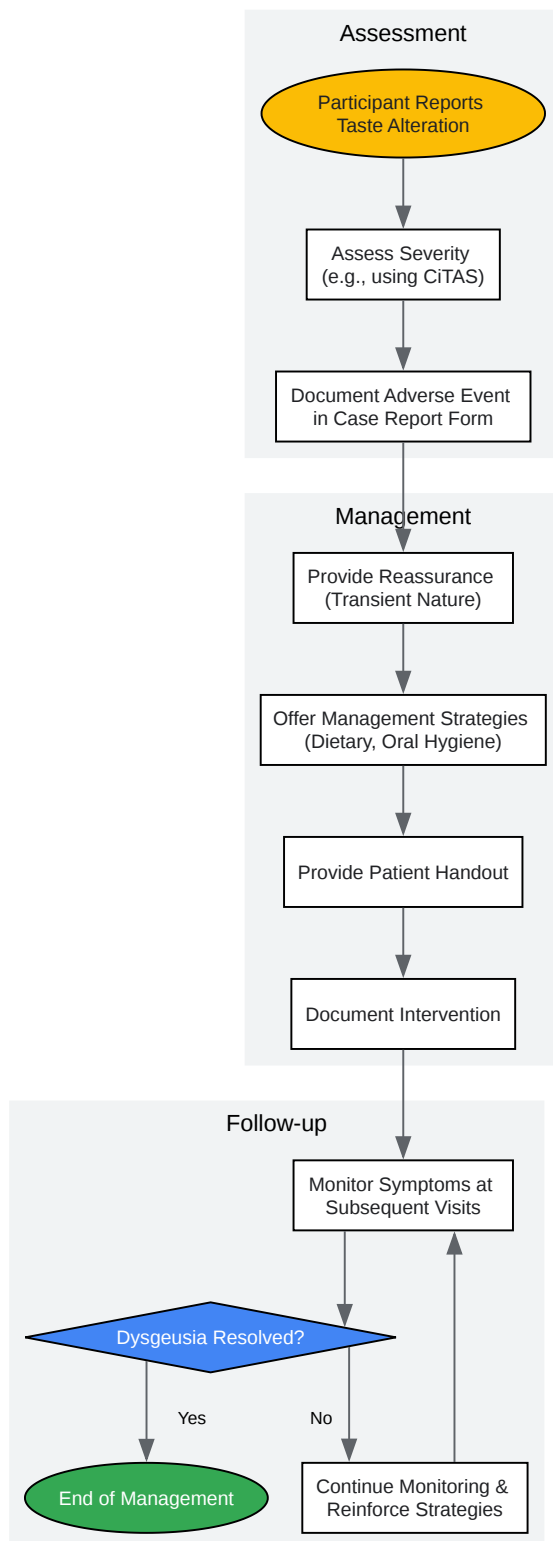 Assessment
Participant Reports
Taste Alteration
Assess Severity
(e.g., using CiTAS)
Document Adverse Event
in Case Report Form
Management
Provide Reassurance
(Transient Nature)
Offer Management Strategies
(Dietary, Oral Hygiene)
Provide Patient Handout
Document Intervention
Follow-up
Monitor Symptoms at
Subsequent Visits
Dysgeusia Resolved?
Yes
No
End of Management
Continue Monitoring &
Reinforce Strategies